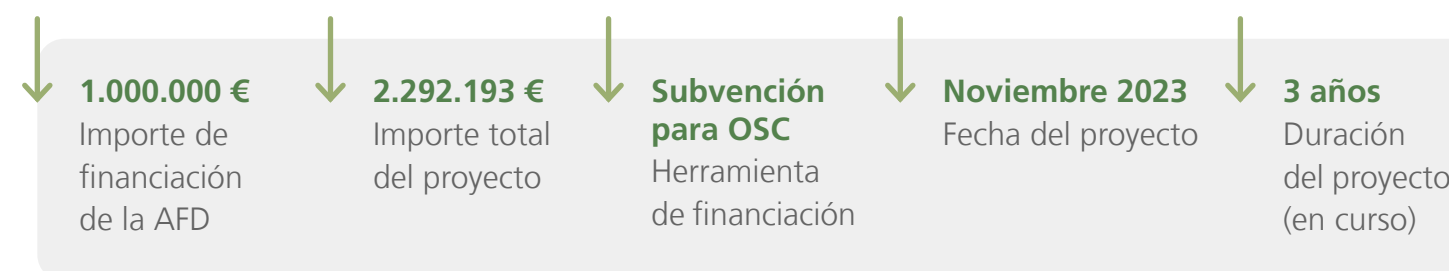 1.000.000 €
Importe de
financiación
de la AFD
2.292.193 €
Importe total
del proyecto
Subvención
para OSC
Herramienta
de financiación
Noviembre 2023
Fecha del proyecto
3 años
Duración
del proyecto
(en curso)